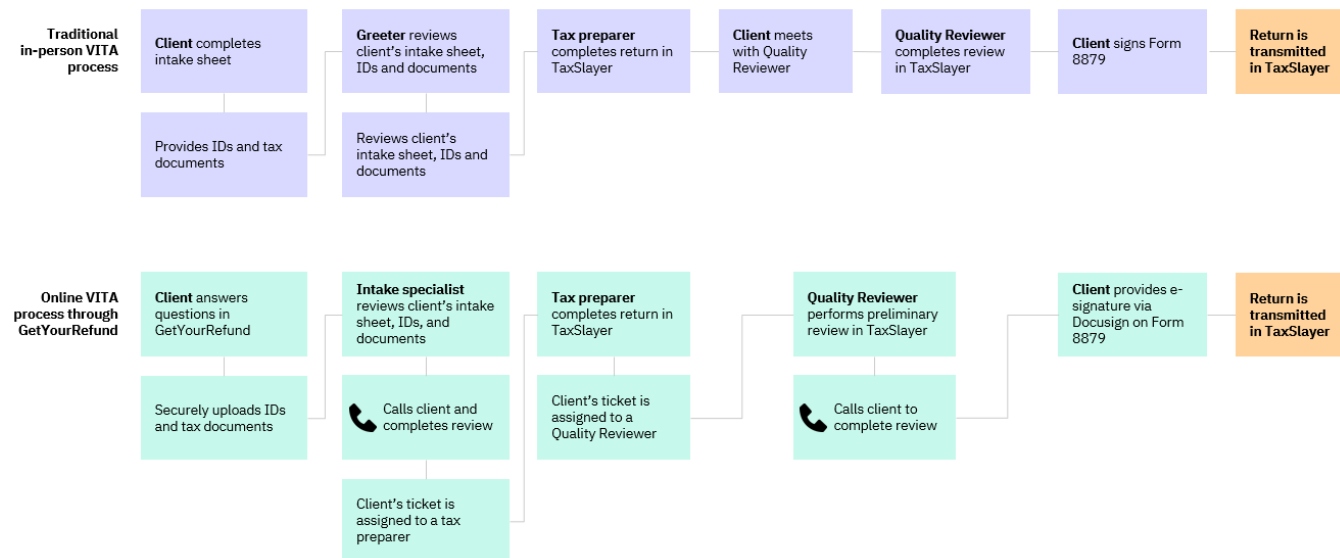 Traditional
in-person VITA
process
Client completes
intake sheet
Provides IDs and tax
documents
Greeter reviews
client's intake sheet,
IDs and documents
Reviews client's
intake sheet, IDs and
documents
Tax preparer
completes return in
TaxSlayer
Client meets
with Quality
Reviewer
Quality Reviewer
completes review
in TaxSlayer
Client signs Form
8879
Return is
transmitted
in TaxSlayer
Online VITA
process through
GetYourRefund
Client answers
questions in
GetYourRefund
Securely uploads IDs
and tax documents
Intake specialist
reviews client's intake
sheet, IDs, and
documents
Calls client and
completes review
Client's ticket is
assigned to a tax
preparer
Tax preparer
completes return in
TaxSlayer
Client's ticket is
assigned to a
Quality Reviewer
Quality Reviewer
performs preliminary
review in TaxSlayer
Calls client to
complete review
Client provides e-
signature via
Docusign on Form
8879
Return is
transmitted
in TaxSlayer